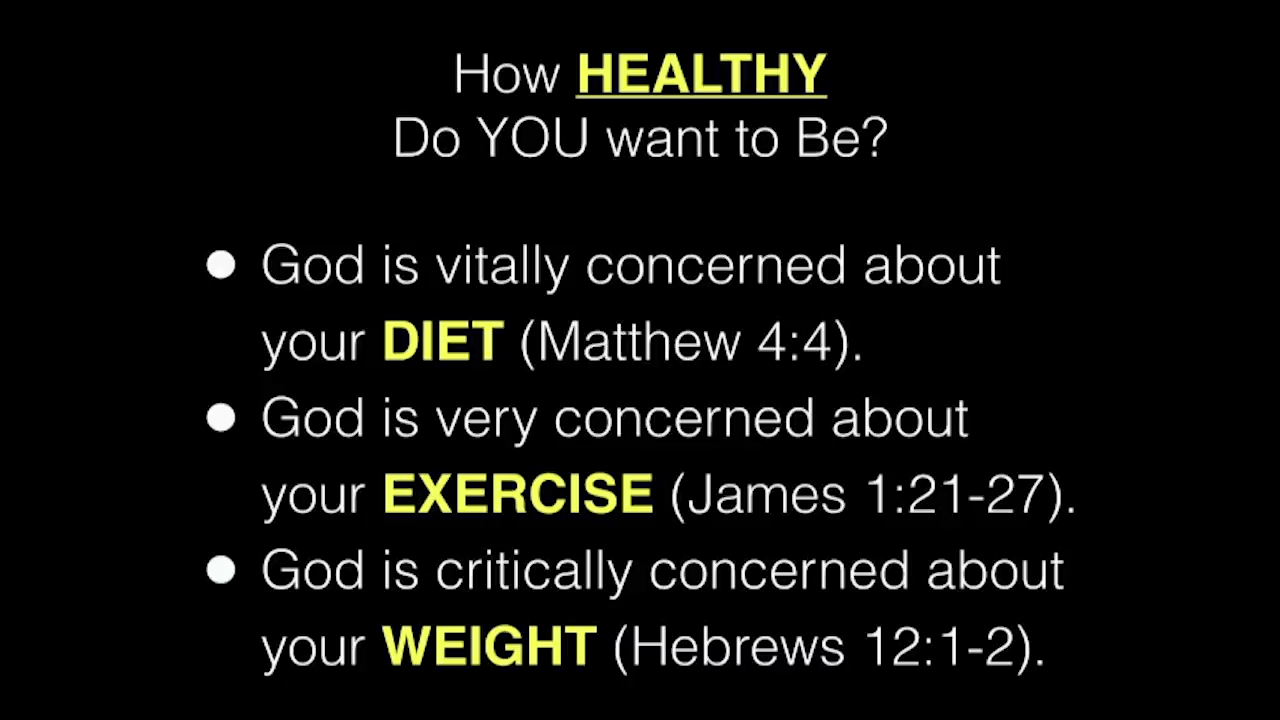 How HEALTHY
Do YOU want to Be?
● God is vitally concerned about
your DIET (Matthew 4:4).
● God is very concerned about
your EXERCISE (James 1:21-27).
● God is critically concerned about
your WEIGHT (Hebrews 12:1-2).